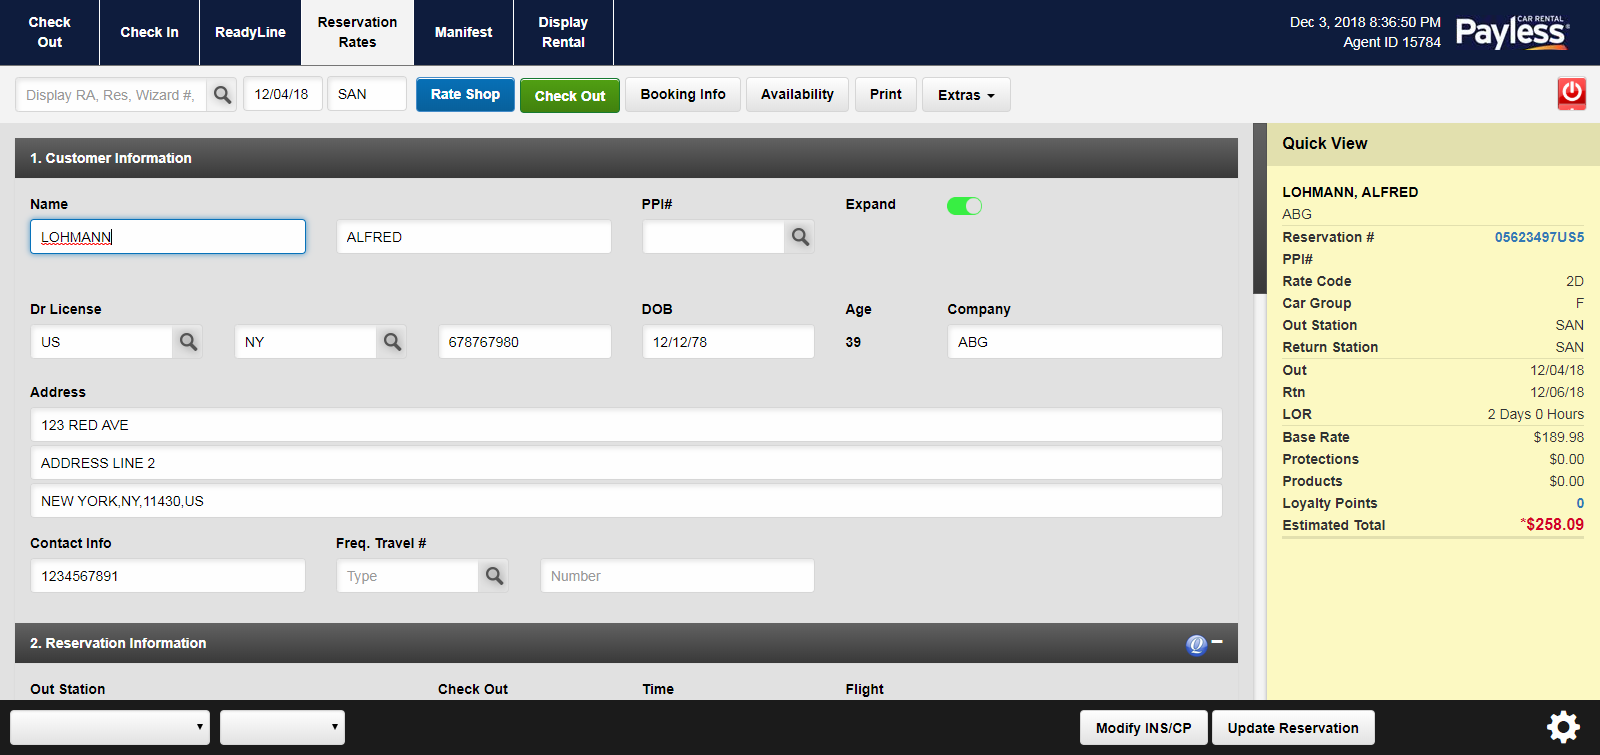 Check Out
Check In
ReadyLine
Reservation Rates
Manifest
Display Rental
Dec 3, 2018 8:36:50 PM
Agent ID 15784
CAR RENTAL
Payless
Display RA, Res, Wizard #,
12/04/18
SAN
Rate Shop
Check Out
Booking Info
Availability
Print
Extras
1. Customer Information
Name
PPI#
Expand
LOHMANN
ALFRED
Dr License
DOB
Age
Company
US
NY
678767980
12/12/78
39
ABG
Address
123 RED AVE
ADDRESS LINE 2
NEW YORK,NY,11430,US
Contact Info
Freq. Travel #
1234567891
Type
Number
2. Reservation Information
Q
Out Station
Check Out
Time
Flight
Quick View
LOHMANN, ALFRED
ABG
Reservation # 05623497US5
PPI#
Rate Code 2D
Car Group F
Out Station SAN
Return Station SAN
Out 12/04/18
Rtn 12/06/18
LOR 2 Days 0 Hours
Base Rate $189.98
Protections $0.00
Products $0.00
Loyalty Points 0
Estimated Total *$258.09
Modify INS/CP
Update Reservation